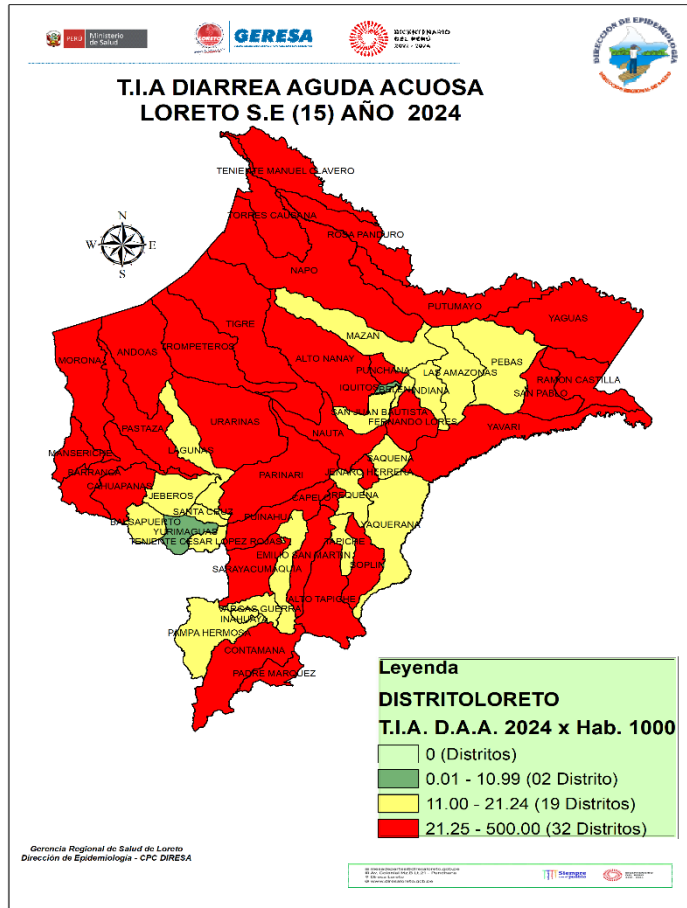 PERÚ
Ministerio
de Salud
GERESA
BICENTENARIO
DEL PERÚ
2021 - 2024
DIRECCION DE EPIDEMIOLOGÍA
T.I.A DIARREA AGUDA ACUOSA
LORETO S.E (15) AÑO 2024
N
W
E
S
TENIENTE MANUEL CLAVERO
TORRES CAUSANA
ROSA PANDURO
NAPO
PUTUMAYO
YAGUAS
TIGRE
MAZAN
TROMPETEROS
ANDOAS
MORONA
ALTO NANAY
PEBAS
PUNCHANA
LAS AMAZONAS
RAMON CASTILLA
IQUITOS
BELEN
INDIANA
SAN PABLO
SAN JUAN BAUTISTA
FERNANDO LORES
YAVARI
URARINAS
PASTAZA
NAUTA
LAGUNAS
MANSERICHE
SAQUENA
BARRANCA
CAHUAPANAS
PARINARI
JENARO HERRERA
JEBEROS
CAPELO
REQUENA
SANTA CRUZ
PUINAHUA
BALSAPUERTO
YURIMAGUAS
YAQUERANA
TENIENTE CESAR LOPEZ ROJAS
TAPICHE
EMILIO SAN MARTIN
SOPLIN
SARAYACU
MAQUIA
ALTO TAPICHE
VARGAS GUERRA
INAHUAYA
PAMPA HERMOSA
CONTAMANA
PADRE MARQUEZ
Leyenda
DISTRITOLORETO
T.I.A. D.A.A. 2024 x Hab. 1000
0 (Distritos)
0.01 - 10.99 (02 Distrito)
11.00 - 21.24 (19 Distritos)
21.25 - 500.00 (32 Distritos)
Gerencia Regional de Salud de Loreto
Dirección de Epidemiología - CPC DIRESA
Siempre